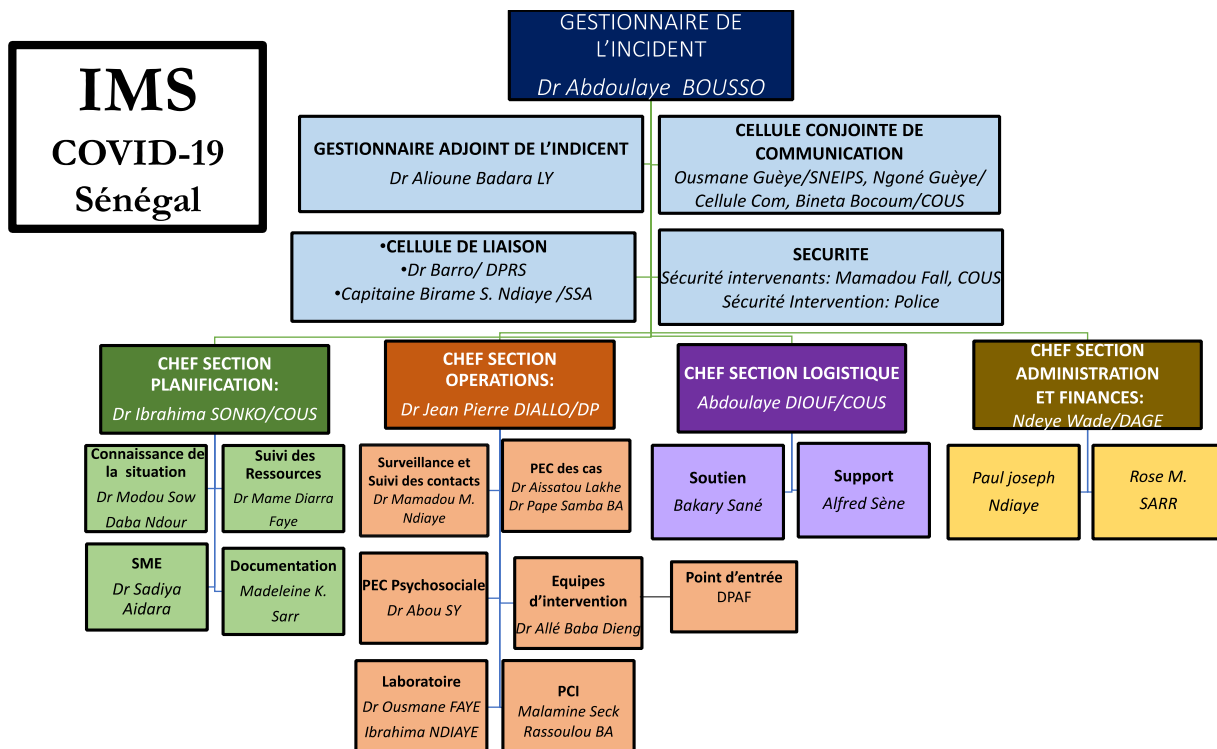 IMS
COVID-19
Sénégal
GESTIONNAIRE DE
L'INCIDENT
Dr Abdoulaye BOUSSO
GESTIONNAIRE ADJOINT DE L'INDICENT
Dr Alioune Badara LY
CELLULE CONJOINTE DE
COMMUNICATION
Ousmane Guèye/SNEIPS, Ngoné Guèye/
Cellule Com, Bineta Bocoum/COUS
•CELLULE DE LIAISON
•Dr Barro/ DPRS
•Capitaine Birame S. Ndiaye /SSA
SECURITE
Sécurité intervenants: Mamadou Fall, COUS
Sécurité Intervention: Police
CHEF SECTION
PLANIFICATION:
Dr Ibrahima SONKO/COUS
CHEF SECTION
OPERATIONS:
Dr Jean Pierre DIALLO/DP
CHEF SECTION LOGISTIQUE
Abdoulaye DIOUF/COUS
CHEF SECTION
ADMINISTRATION
ET FINANCES:
Ndeye Wade/DAGE
Connaissance de
la situation
Dr Modou Sow
Daba Ndour
Suivi des
Ressources
Dr Mame Diarra
Faye
SME
Dr Sadiya
Aidara
Documentation
Madeleine K.
Sarr
Surveillance et
Suivi des contacts
Dr Mamadou M.
Ndiaye
PEC des cas
Dr Aissatou Lakhe
Dr Pape Samba BA
PEC Psychosociale
Dr Abou SY
Equipes
d'intervention
Dr Allé Baba Dieng
Point d'entrée
DPAF
Laboratoire
Dr Ousmane FAYE
Ibrahima NDIAYE
PCI
Malamine Seck
Rassoulou BA
Soutien
Bakary Sané
Support
Alfred Sène
Paul joseph
Ndiaye
Rose M.
SARR